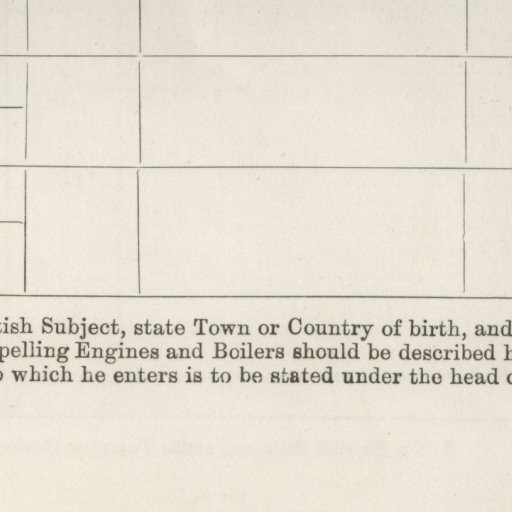 tish Subject, state Town or Country of birth, and
pelling Engines and Boilers should be described
which he enters is to be stated under the head